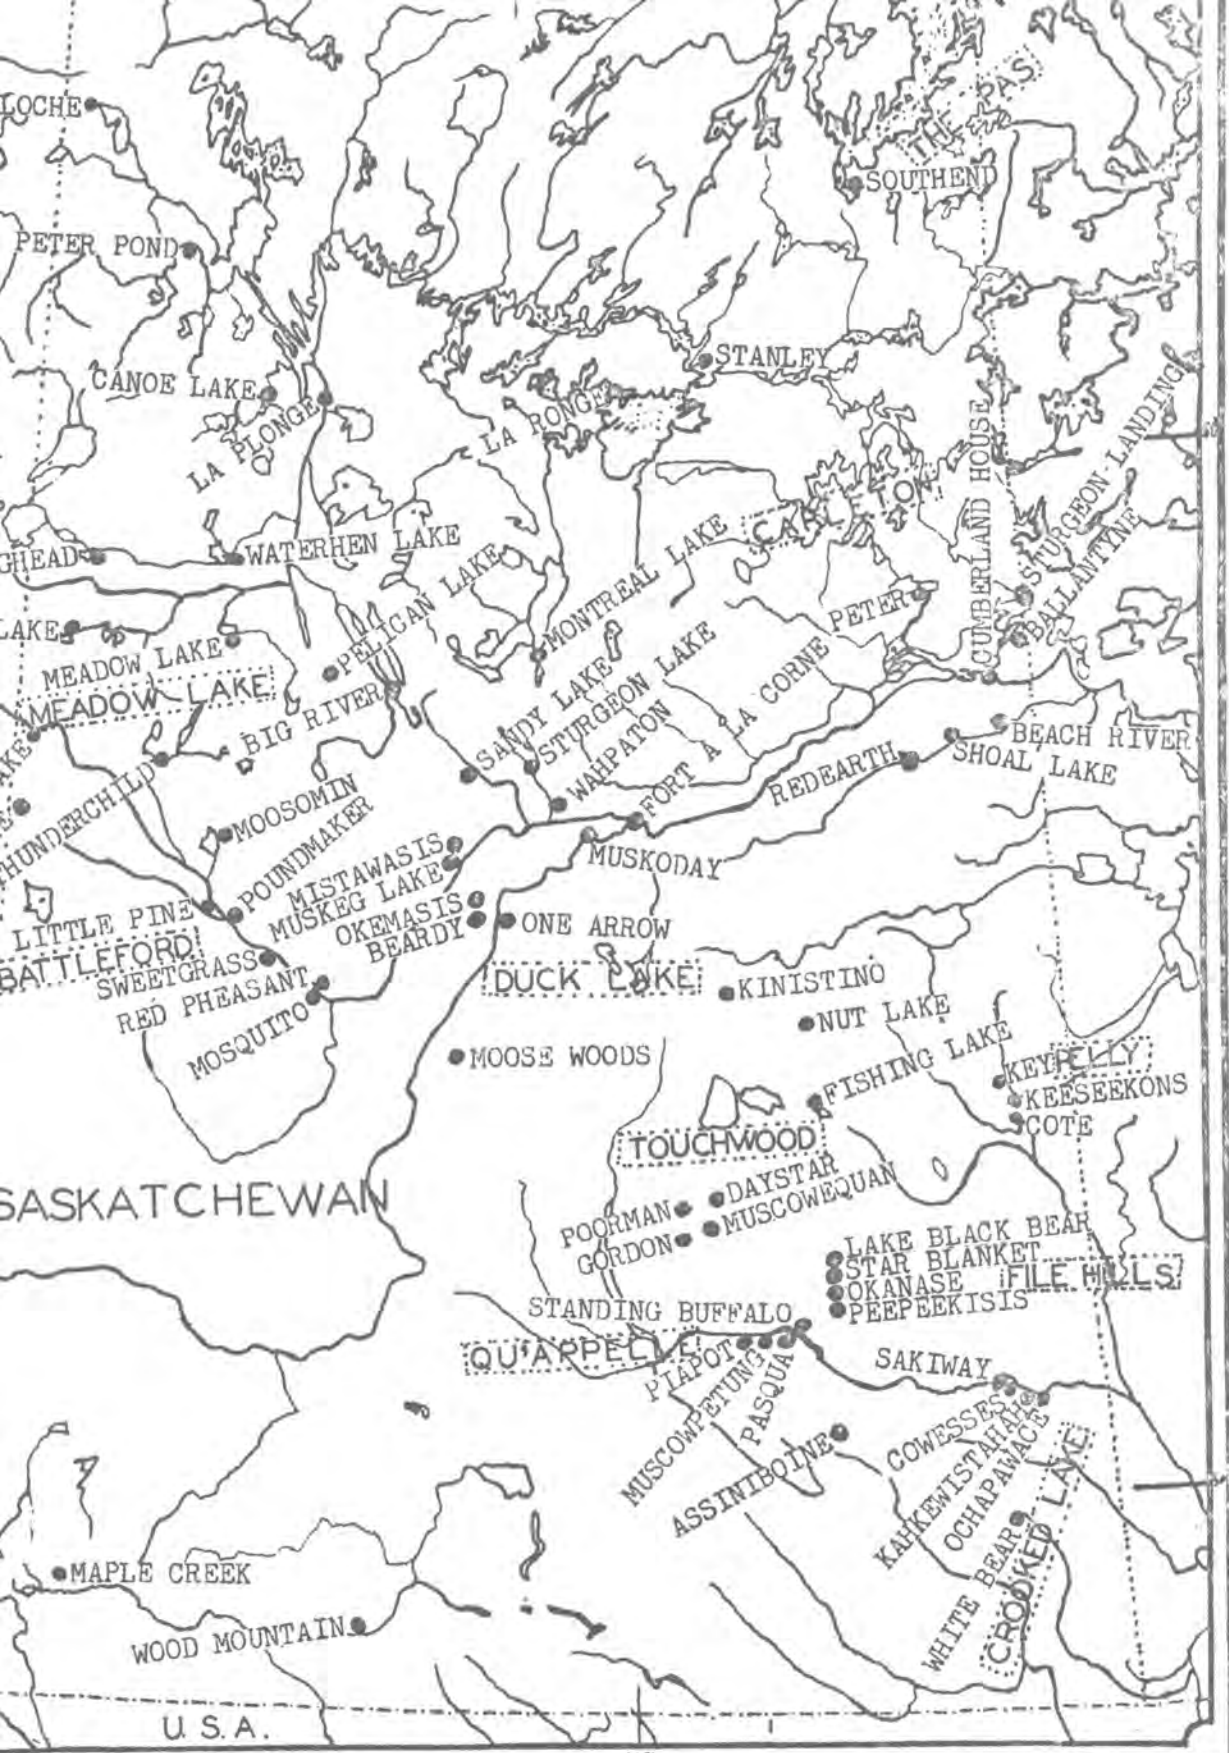 LOCHE
THE PAS
SOUTHEND
PETER POND
STANLEY
CANOE LAKE
LA PLONGE
LA RONGE
CUMBERLAND HOUSE
STURGEON LANDING
CARLETON
GHEAD
WATERHEN LAKE
PELICAN LAKE
MONTREAL LAKE
PETER
BALLANTYNE
LAKE
MEADOW LAKE
MEADOW LAKE
BIG RIVER
SANDY LAKE
STURGEON LAKE
WAHPATON
FORT A LA CORNE
REDEARTH
BEACH RIVER
SHOAL LAKE
AKE
THUNDERCHILD
MOOSOMIN
POUNDMAKER
MISTAWASIS
MUSKEG LAKE
OKEMASIS
BEARDY
MUSKODAY
LITTLE PINE
BATTLEFORD
SWEETGRASS
RED PHEASANT
MOSQUITO
ONE ARROW
DUCK LAKE
KINISTINO
NUT LAKE
MOOSE WOODS
FISHING LAKE
KEY
PELLY
KEESEEKONS
COTE
TOUCHWOOD
SASKATCHEWAN
POORMAN
DAYSTAR
GORDON
MUSCOWEQUAN
LAKE BLACK BEAR
STAR BLANKET
OKANASE
PEEPEEKISIS
FILE HILLS
STANDING BUFFALO
QU'APPELLE
PIAPOT
MUSCOWPETUNG
PASQUA
SAKIWAY
COWESSES
KAHKEWISTAHAH
OCHAPAWACE
CROOKED LAKE
ASSINIBOINE
WHITE BEAR
MAPLE CREEK
WOOD MOUNTAIN
U.S.A.